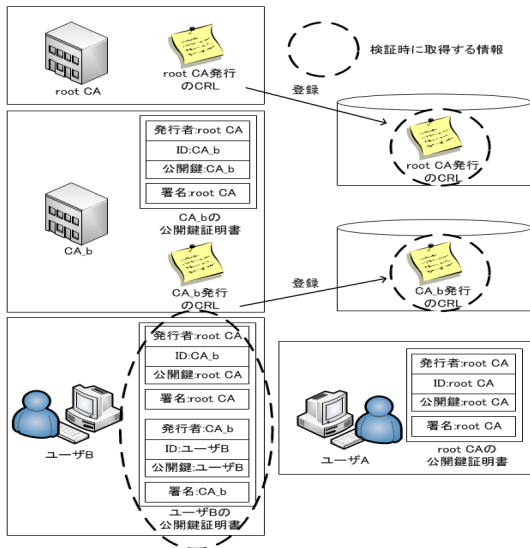 root CA
root CA発行
のCRL
検証時に取得する情報
登録
root CA発行
のCRL
発行者:root CA
ID:CA_b
公開鍵:CA_b
署名:root CA
CA_bの
公開鍵証明書
CA_b
CA_b発行
のCRL
登録
CA_b発行
のCRL
発行者:root CA
ID:CA_b
公開鍵:root CA
署名:root CA
発行者:CA_b
ID:ユーザB
公開鍵:ユーザB
署名:CA_b
ユーザBの
公開鍵証明書
ユーザB
発行者:root CA
ID:root CA
公開鍵:root CA
署名:root CA
root CAの
公開鍵証明書
ユーザA